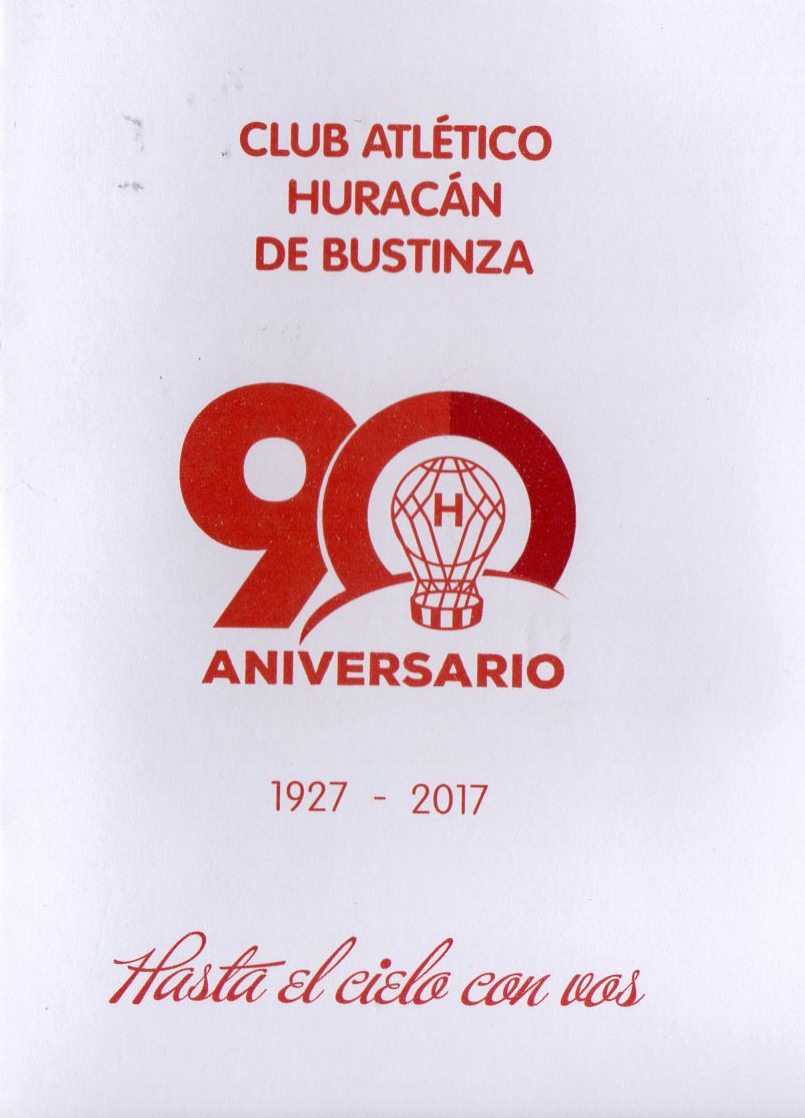 CLUB ATLÉTICO
HURACÁN
DE BUSTINZA
90
H
ANIVERSARIO
1927 - 2017
Hasta el cielo con vos